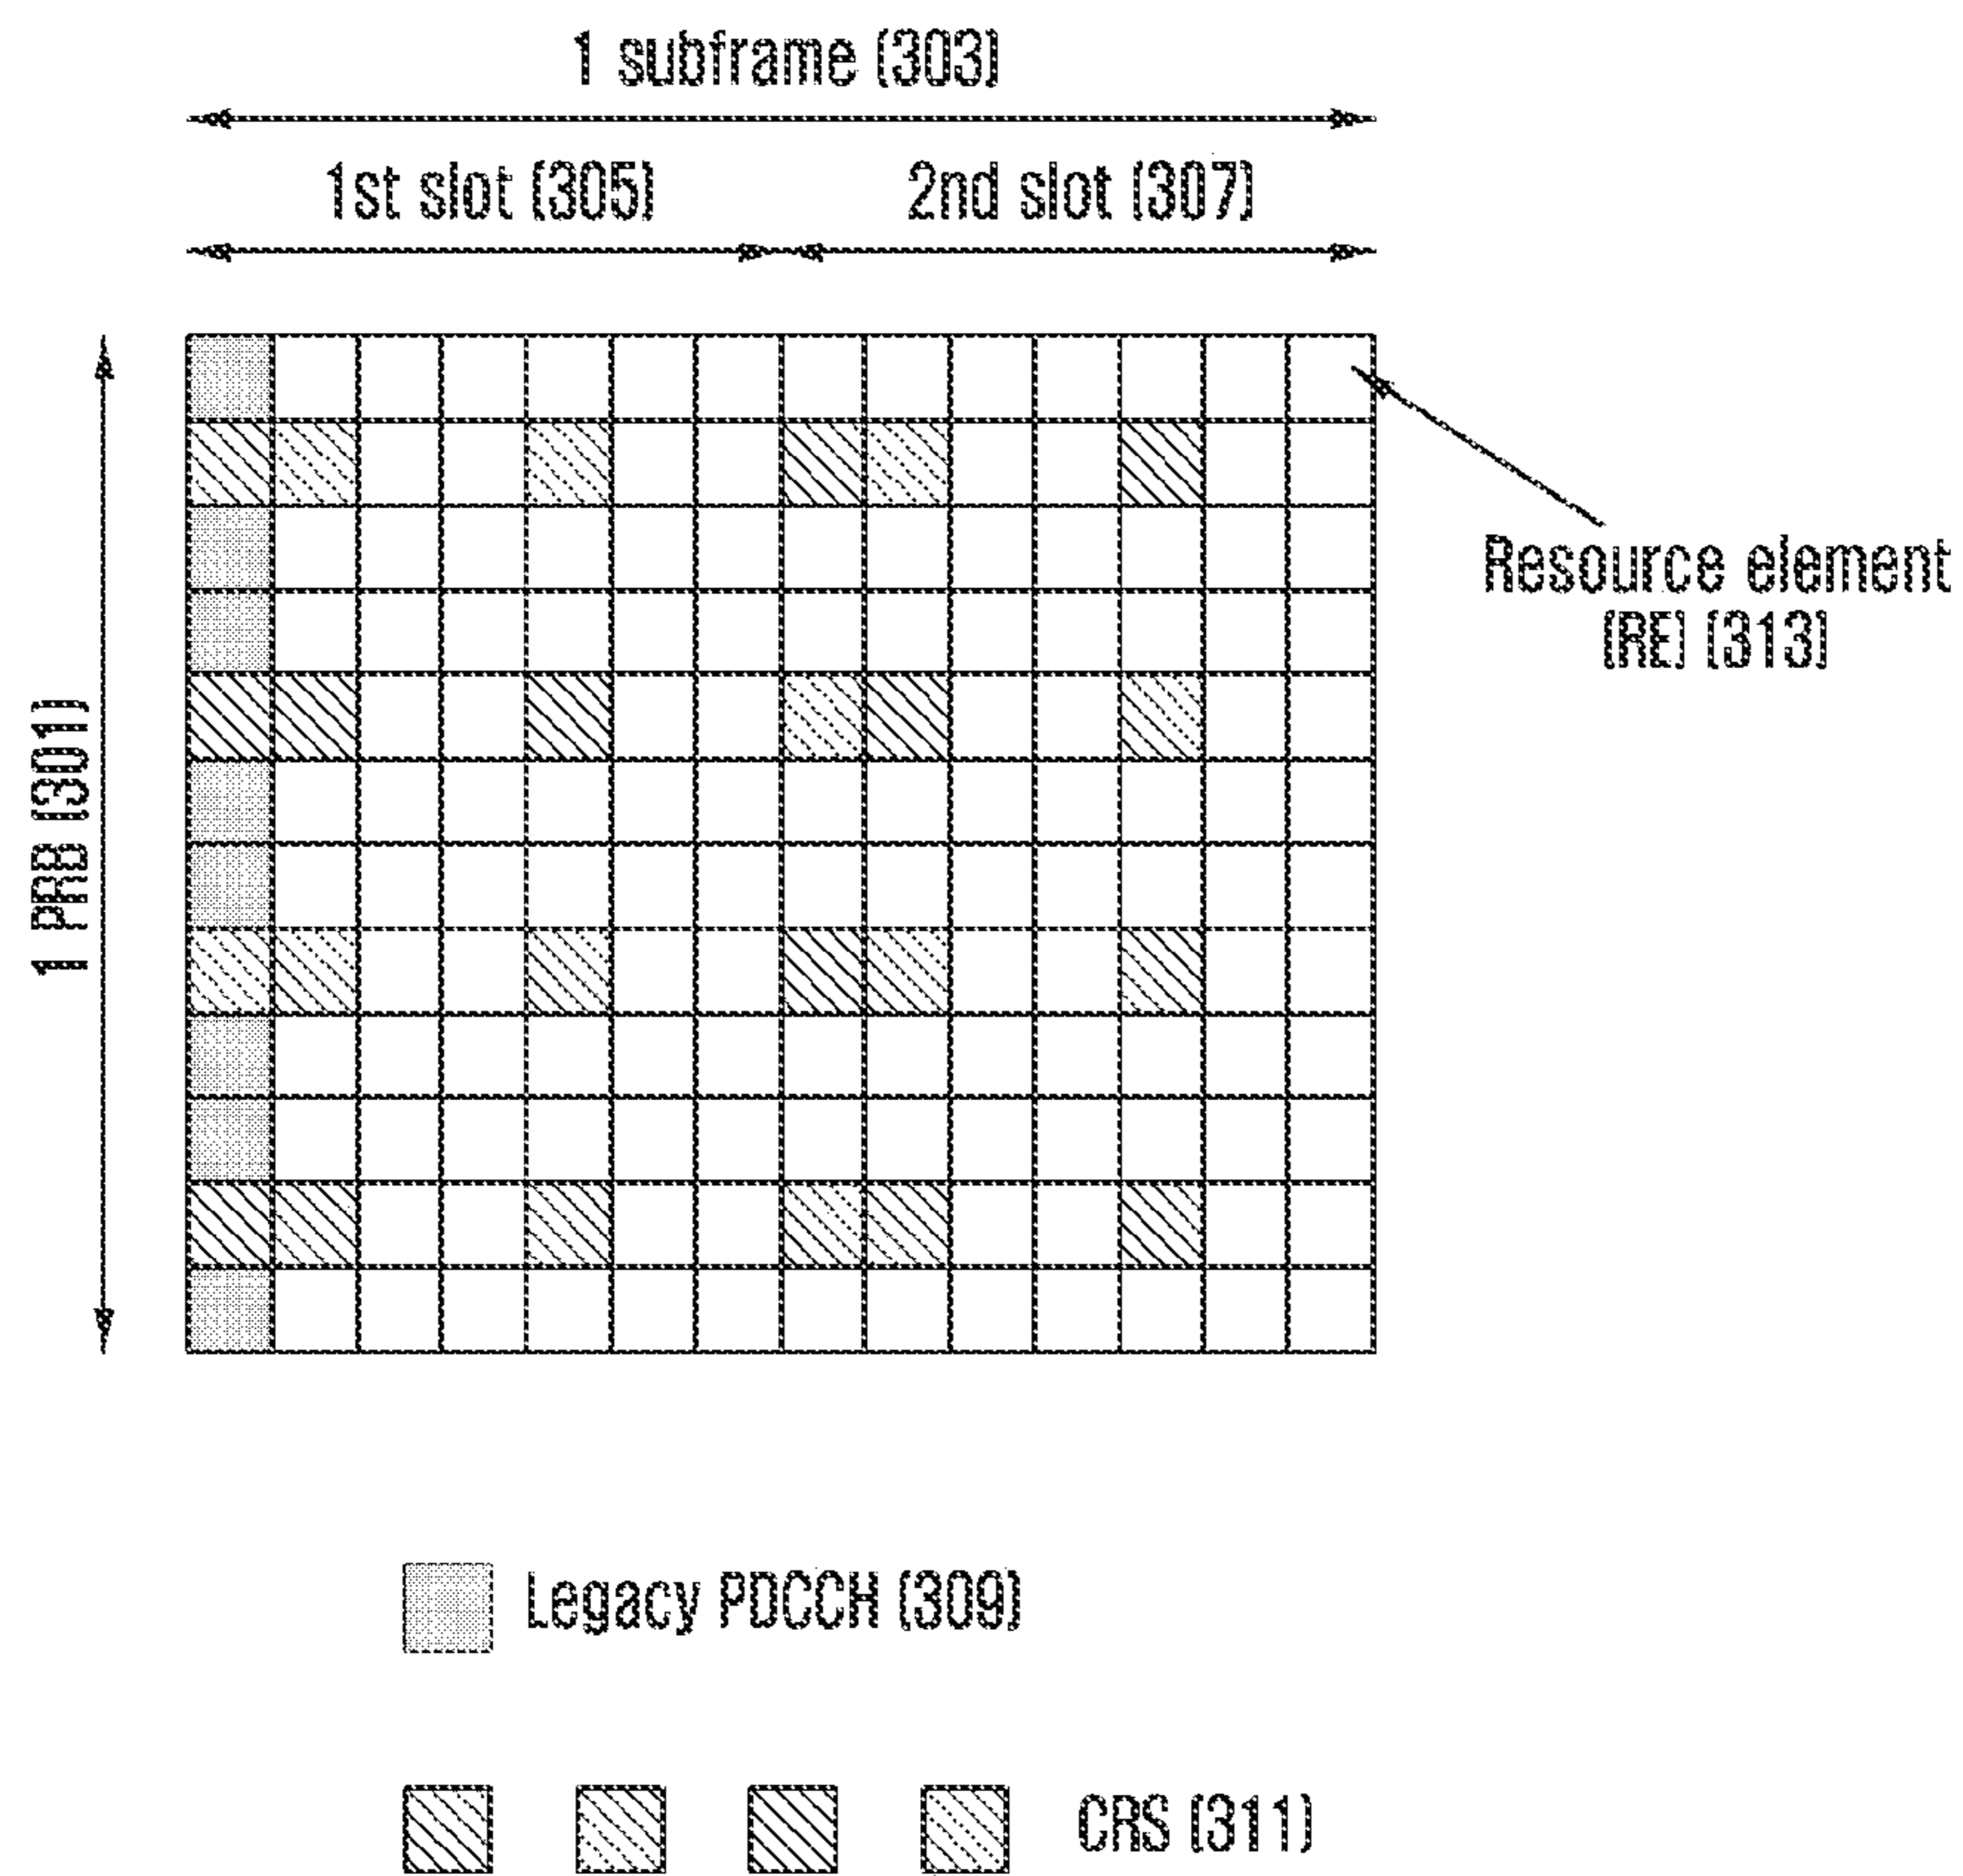 1 subframe (303)
1st slot (305)
2nd slot (307)
Resource element
(RE) (313)
1 PRB (301)
Legacy PDCCH (309)
CRS (311)